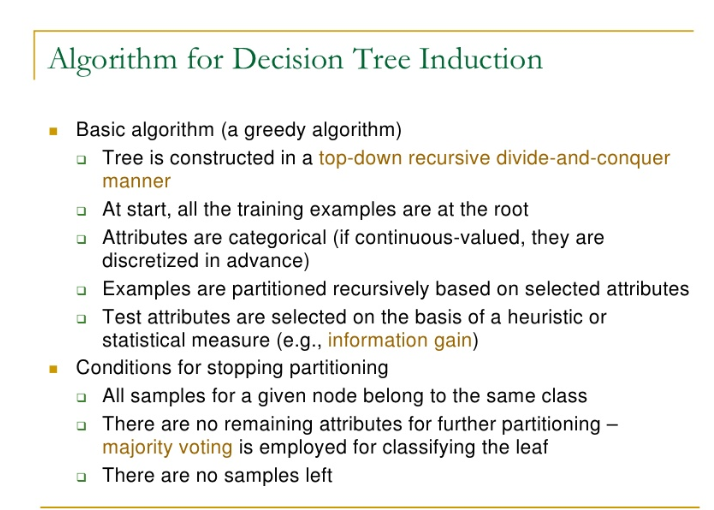 Algorithm for Decision Tree Induction
Basic algorithm (a greedy algorithm)
Tree is constructed in a top-down recursive divide-and-conquer
manner
At start, all the training examples are at the root
Attributes are categorical (if continuous-valued, they are
discretized in advance)
Examples are partitioned recursively based on selected attributes
Test attributes are selected on the basis of a heuristic or
statistical measure (e.g., information gain)
Conditions for stopping partitioning
All samples for a given node belong to the same class
There are no remaining attributes for further partitioning –
majority voting is employed for classifying the leaf
There are no samples left